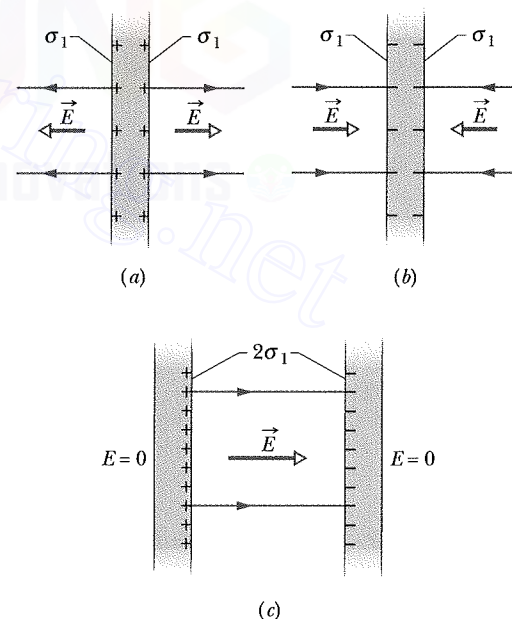 σ₁ σ₁ σ₁ σ₁
E⃗ E⃗ E⃗ E⃗
(a) (b)
2σ₁
E = 0 E⃗ E = 0
(c)